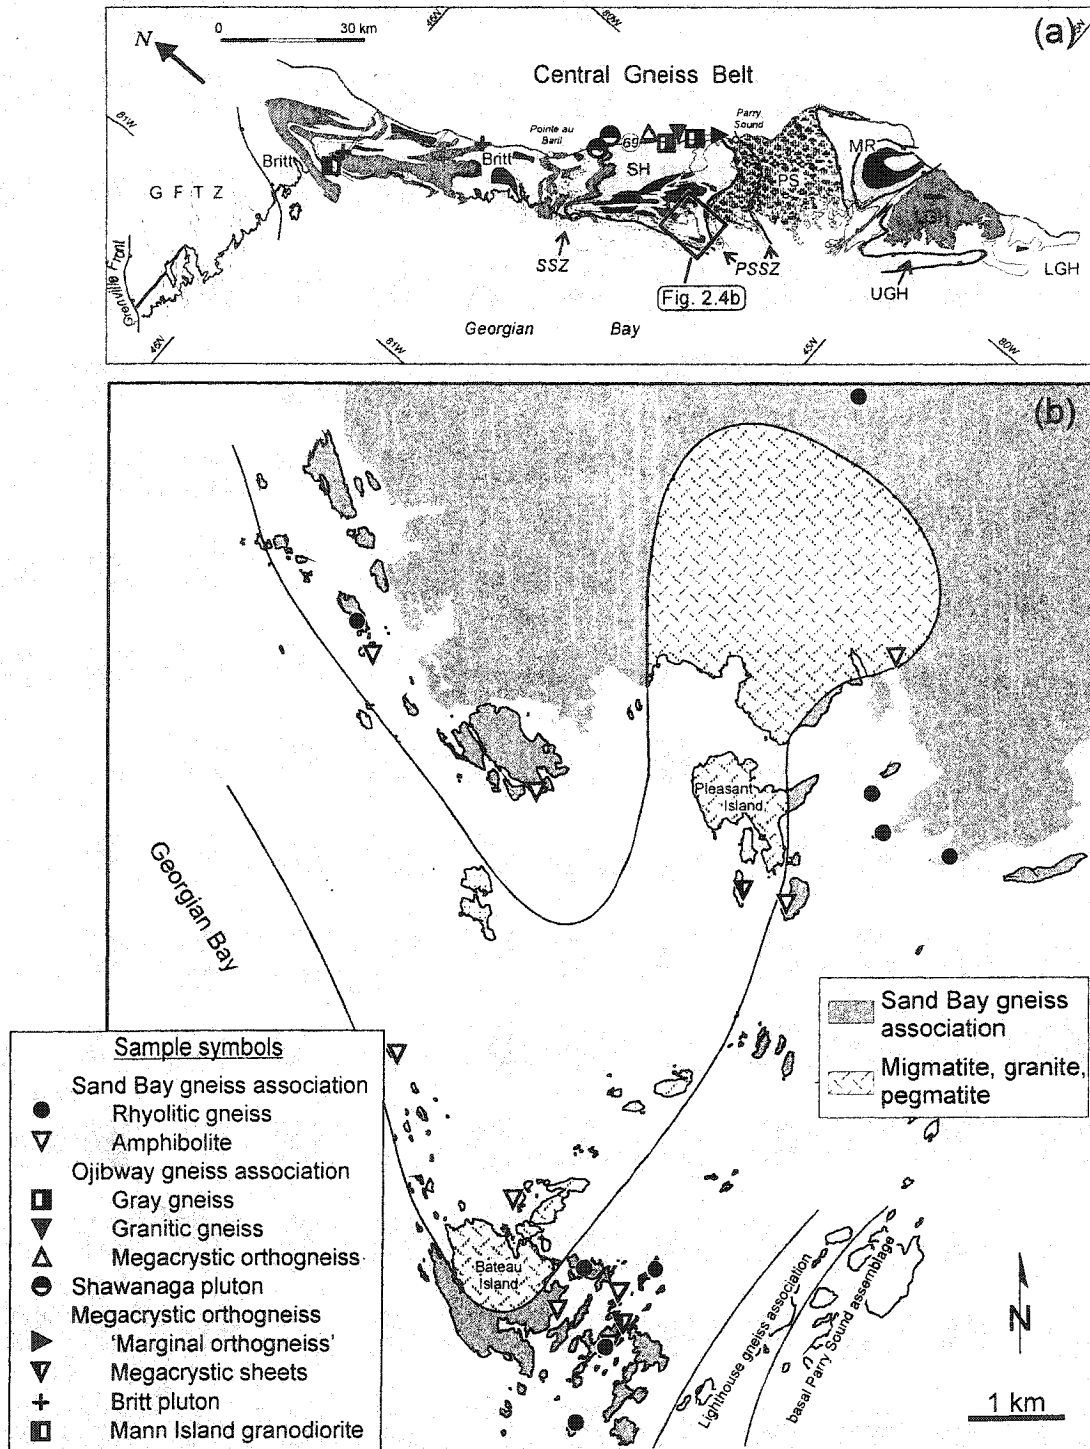 (a)
N
0 30 km
46N
80W
81W
Central Gneiss Belt
Pointe au
Baril
Parry
Sound
69
Britt
Britt
SH
PS
MR
G F T Z
Grenville Front
SSZ
PSSZ
UGH
LGH
Fig. 2.4b
Georgian Bay
46N
81W
45N
80W
(b)
Pleasant
Island
Georgian Bay
Sand Bay gneiss
association
Migmatite, granite,
pegmatite
Sample symbols
Sand Bay gneiss association
Rhyolitic gneiss
Amphibolite
Ojibway gneiss association
Gray gneiss
Granitic gneiss
Megacrystic orthogneiss
Shawanaga pluton
Megacrystic orthogneiss
'Marginal orthogneiss'
Megacrystic sheets
Britt pluton
Mann Island granodiorite
Bateau
Island
Lighthouse gneiss association
basal Parry Sound assemblage
N
1 km